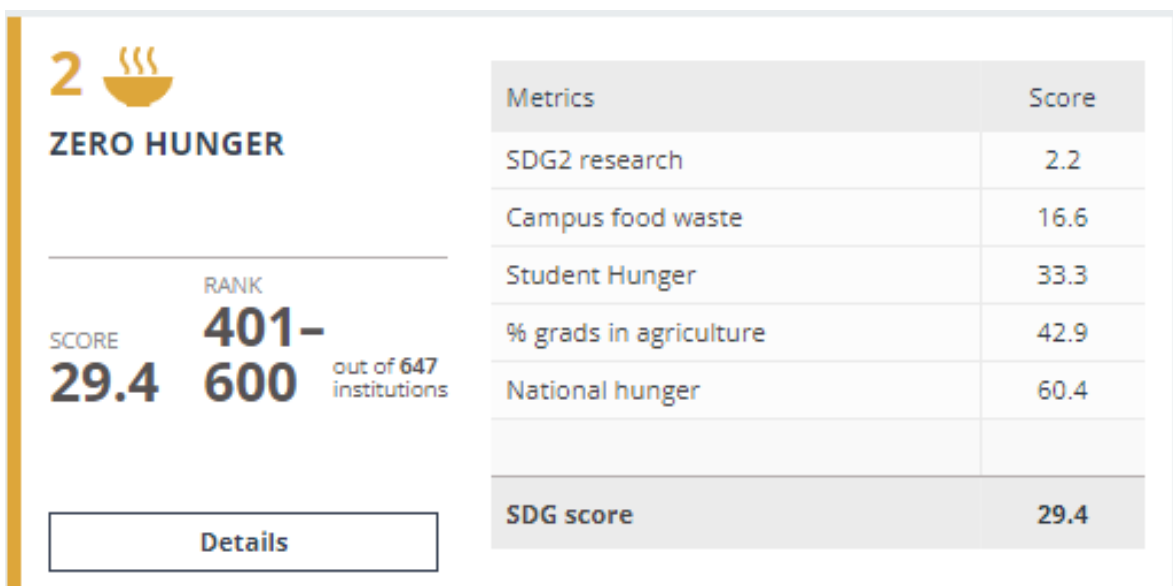 2
ZERO HUNGER
SCORE
29.4
RANK
401–
600
out of 647
institutions
Details
Metrics Score
SDG2 research 2.2
Campus food waste 16.6
Student Hunger 33.3
% grads in agriculture 42.9
National hunger 60.4
SDG score 29.4